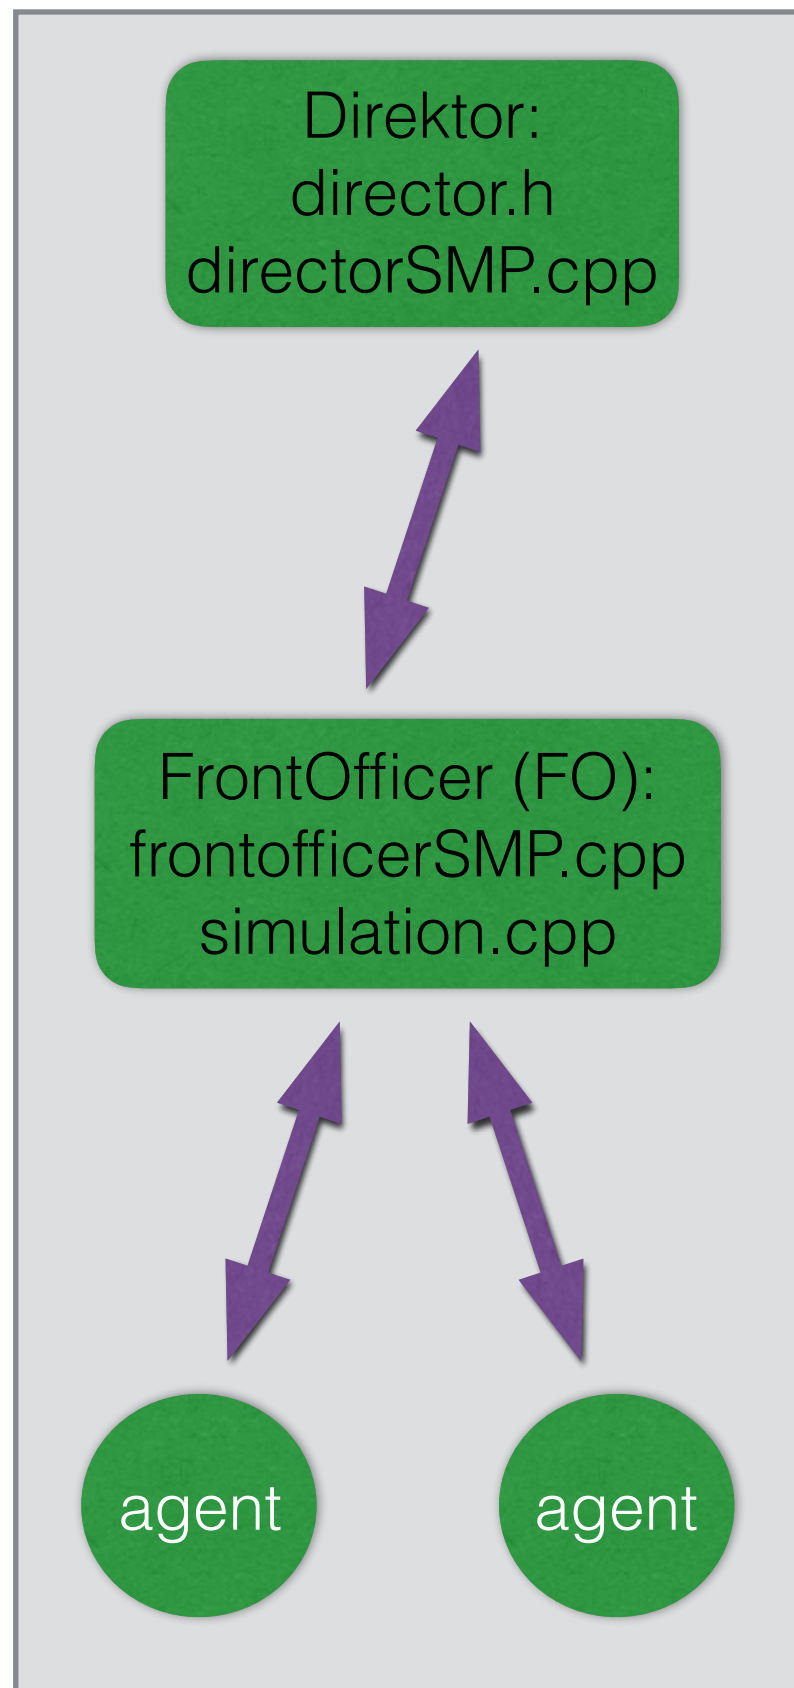 Direktor:
director.h
directorSMP.cpp
FrontOfficer (FO):
frontofficerSMP.cpp
simulation.cpp
agent
agent